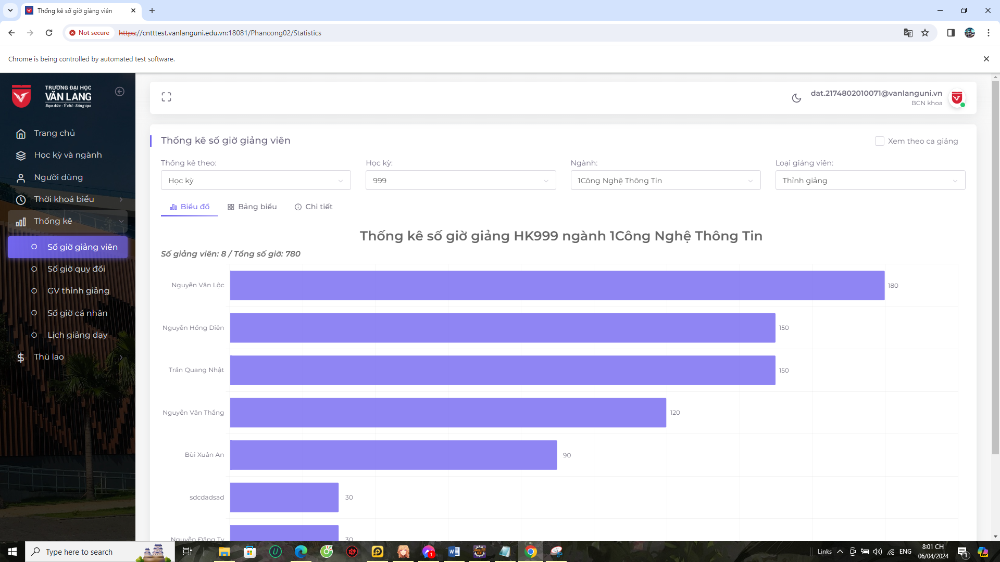 Thống kê số giờ giảng viên
Not secure
https://cntttest.vanlanguni.edu.vn:18081/Phancong02/Statistics
Chrome is being controlled by automated test software.
TRƯỜNG ĐẠI HỌC
VĂN LANG
Đạo đức - Ý chí - Sáng tạo
dat.2174802010071@vanlanguni.vn
BCN khoa
Trang chủ
Học kỳ và ngành
Người dùng
Thời khoá biểu
Thống kê
Số giờ giảng viên
Số giờ quy đổi
GV thỉnh giảng
Số giờ cá nhân
Lịch giảng dạy
Thù lao
Thống kê số giờ giảng viên
Xem theo ca giảng
Thống kê theo:
Học kỳ
Học kỳ:
999
Ngành:
1Công Nghệ Thông Tin
Loại giảng viên:
Thỉnh giảng
Biểu đồ
Bảng biểu
Chi tiết
Thống kê số giờ giảng HK999 ngành 1Công Nghệ Thông Tin
Số giảng viên: 8 / Tổng số giờ: 780
Nguyễn Văn Lộc 180
Nguyễn Hồng Diên 150
Trần Quang Nhật 150
Nguyễn Văn Thắng 120
Bùi Xuân An 90
sdcdadsad 30
Nguyễn Đăng Ty 30
Type here to search
1
Links
ENG
8:01 CH
06/04/2024
1
PRE